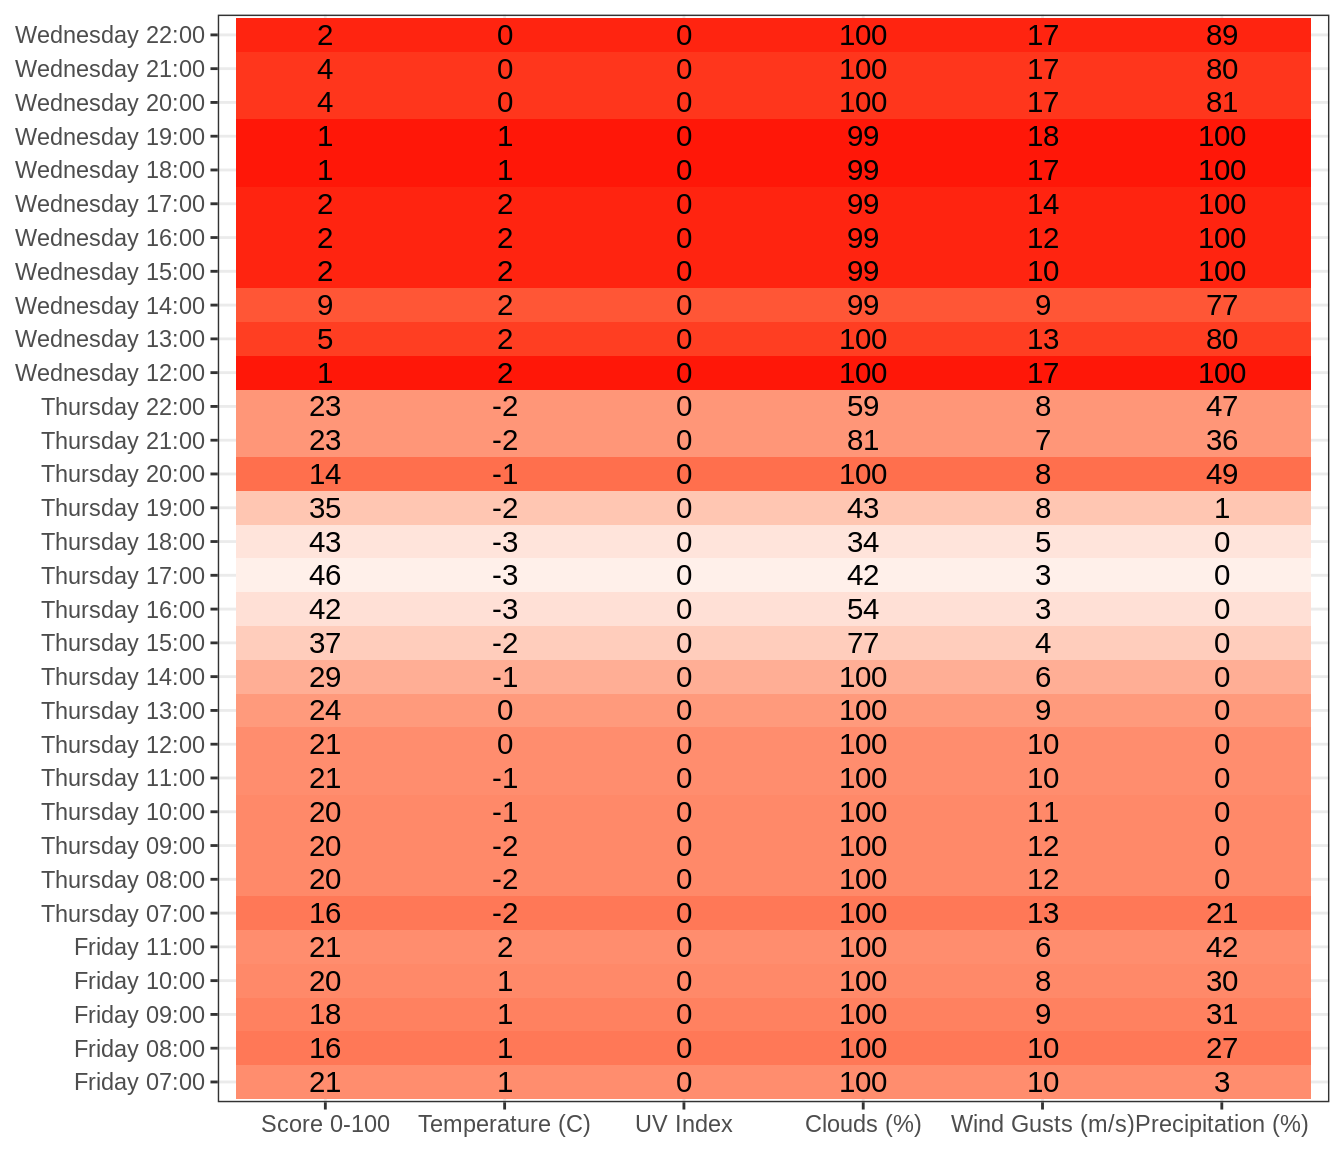 Wednesday 22:00 2 0 0 100 17 89
Wednesday 21:00 4 0 0 100 17 80
Wednesday 20:00 4 0 0 100 17 81
Wednesday 19:00 1 1 0 99 18 100
Wednesday 18:00 1 1 0 99 17 100
Wednesday 17:00 2 2 0 99 14 100
Wednesday 16:00 2 2 0 99 12 100
Wednesday 15:00 2 2 0 99 10 100
Wednesday 14:00 9 2 0 99 9 77
Wednesday 13:00 5 2 0 100 13 80
Wednesday 12:00 1 2 0 100 17 100
Thursday 22:00 23 -2 0 59 8 47
Thursday 21:00 23 -2 0 81 7 36
Thursday 20:00 14 -1 0 100 8 49
Thursday 19:00 35 -2 0 43 8 1
Thursday 18:00 43 -3 0 34 5 0
Thursday 17:00 46 -3 0 42 3 0
Thursday 16:00 42 -3 0 54 3 0
Thursday 15:00 37 -2 0 77 4 0
Thursday 14:00 29 -1 0 100 6 0
Thursday 13:00 24 0 0 100 9 0
Thursday 12:00 21 0 0 100 10 0
Thursday 11:00 21 -1 0 100 10 0
Thursday 10:00 20 -1 0 100 11 0
Thursday 09:00 20 -2 0 100 12 0
Thursday 08:00 20 -2 0 100 12 0
Thursday 07:00 16 -2 0 100 13 21
Friday 11:00 21 2 0 100 6 42
Friday 10:00 20 1 0 100 8 30
Friday 09:00 18 1 0 100 9 31
Friday 08:00 16 1 0 100 10 27
Friday 07:00 21 1 0 100 10 3
Score 0-100 Temperature (C) UV Index Clouds (%) Wind Gusts (m/s) Precipitation (%)